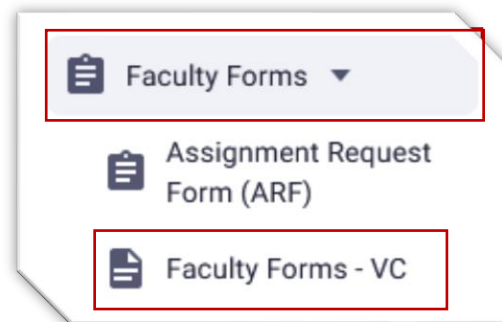 Faculty Forms
Assignment Request
Form (ARF)
Faculty Forms - VC